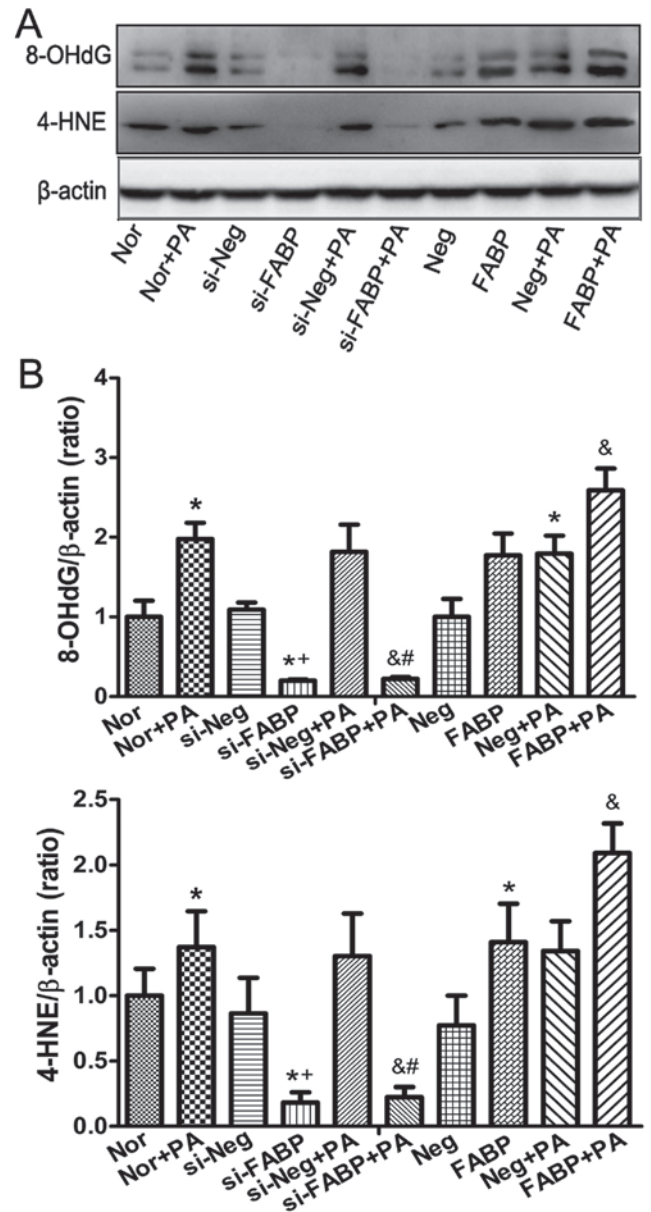 A
8-OHdG
4-HNE
β-actin
Nor
Nor+PA
si-Neg
si-FABP
si-Neg+PA
si-FABP+PA
Neg
FABP
Neg+PA
FABP+PA
B
8-OHdG/β-actin (ratio)
4
3
2
1
0
*
*+
&#
*
&
Nor
Nor+PA
si-Neg
si-FABP
si-Neg+PA
si-FABP+PA
Neg
FABP
Neg+PA
FABP+PA
4-HNE/β-actin (ratio)
2.5
2.0
1.5
1.0
0.5
0.0
*
*+
&#
*
&
Nor
Nor+PA
si-Neg
si-FABP
si-Neg+PA
si-FABP+PA
Neg
FABP
Neg+PA
FABP+PA